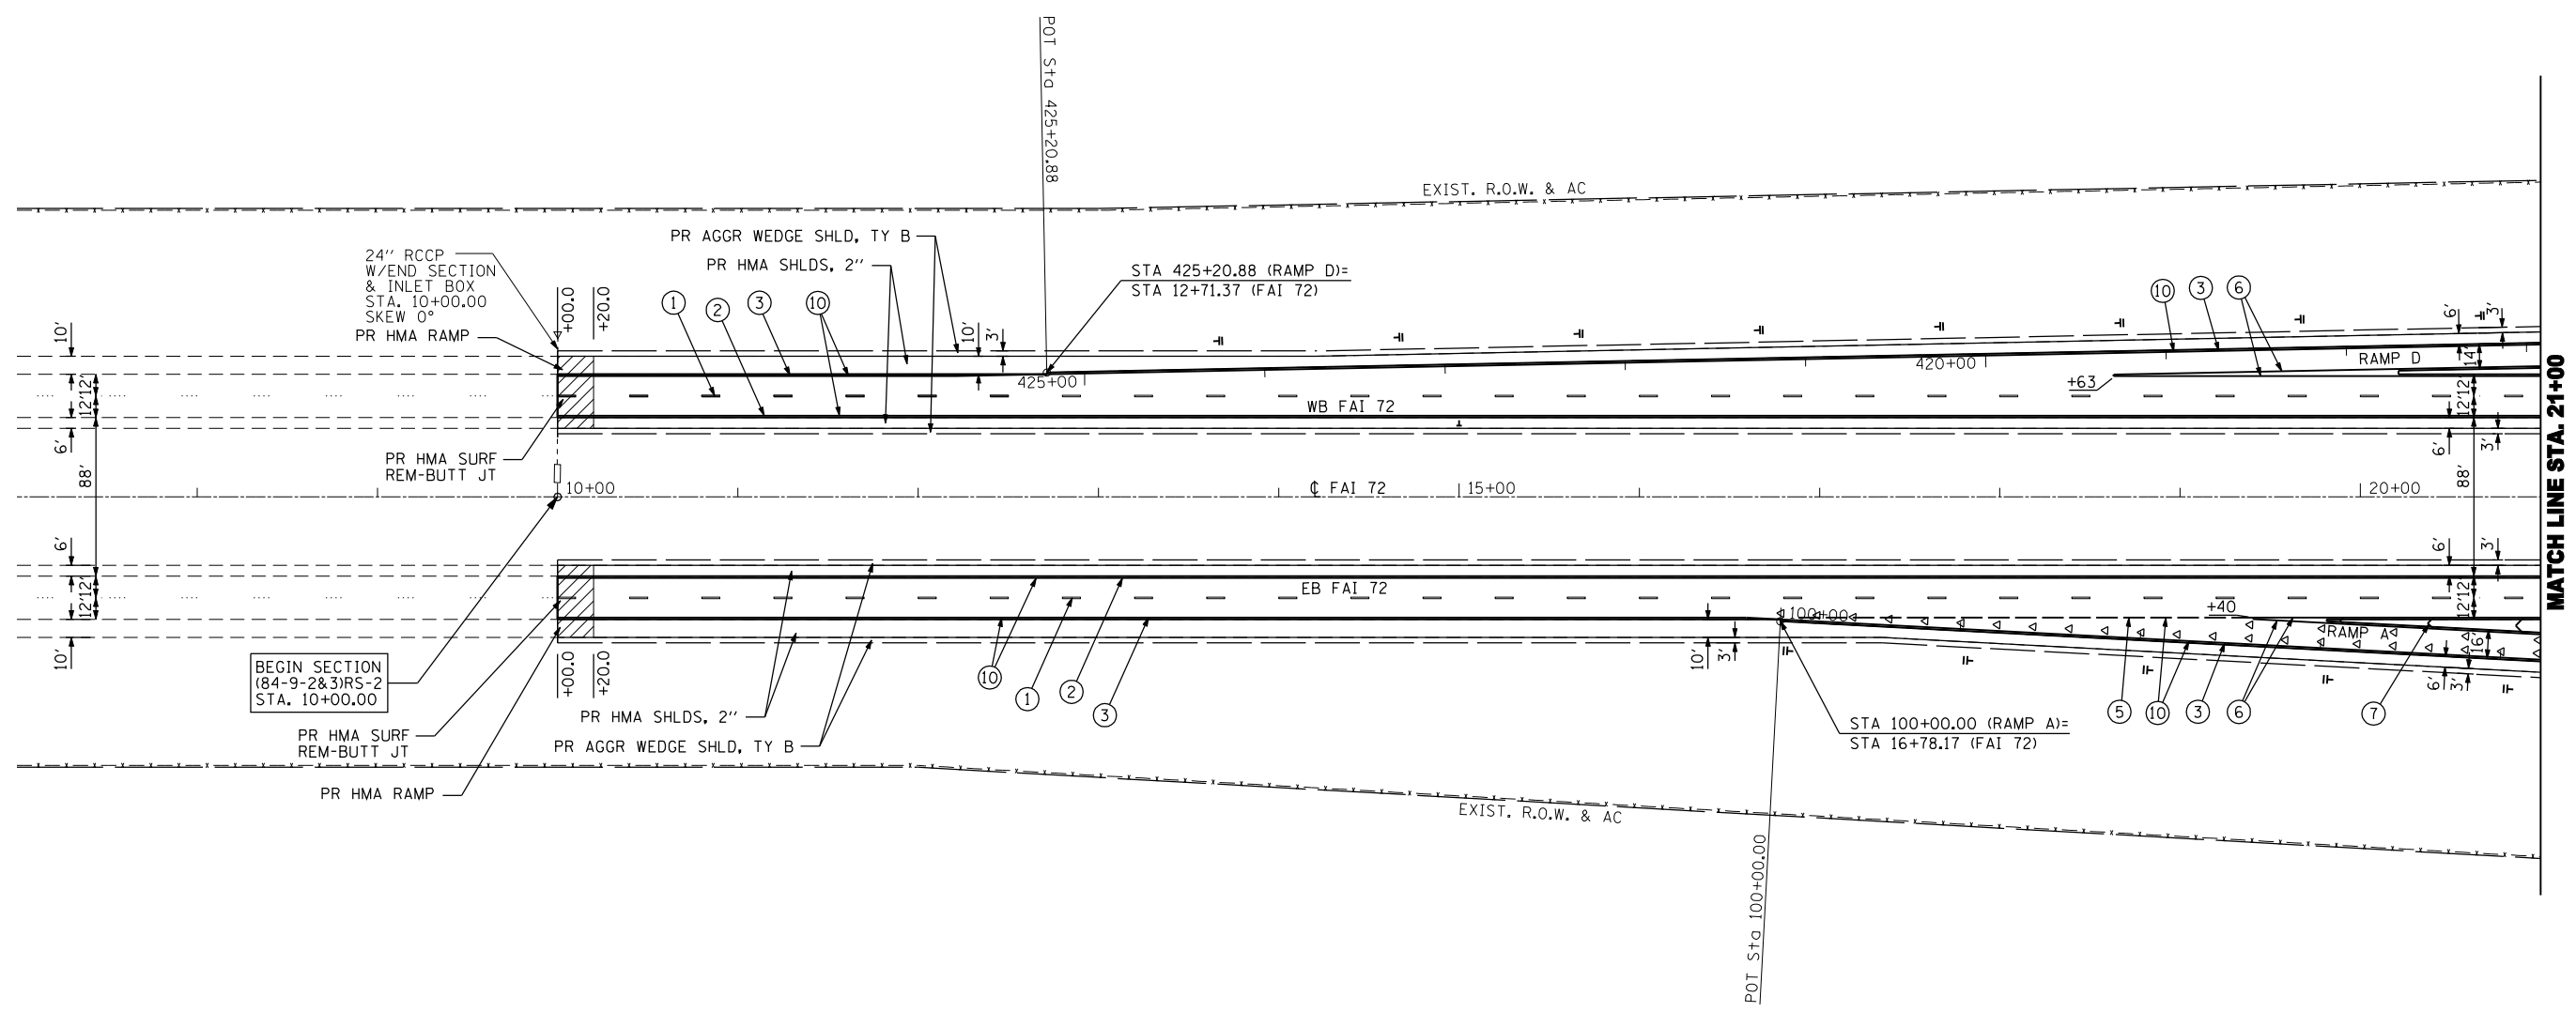 POT Sta 425+20.88
EXIST. R.O.W. & AC
PR AGGR WEDGE SHLD, TY B
PR HMA SHLDS, 2''
24'' RCCP
W/END SECTION
& INLET BOX
STA. 10+00.00
SKEW 0°
PR HMA RAMP
+00.0
+20.0
1
2
3
10
10'
3'
STA 425+20.88 (RAMP D)=
STA 12+71.37 (FAI 72)
10
3
6
6'
3'
10'
12'
12'
6'
88'
425+00
420+00
RAMP D
14'
+63
WB FAI 72
12'
12'
6'
3'
88'
PR HMA SURF
REM-BUTT JT
10+00
℄ FAI 72
15+00
20+00
MATCH LINE STA. 21+00
6'
12'
12'
10'
EB FAI 72
6'
3'
12'
12'
100+00
+40
RAMP A
16'
10'
3'
6'
3'
BEGIN SECTION
(84-9-2&3)RS-2
STA. 10+00.00
+00.0
+20.0
10
1
2
3
5
10
3
6
7
PR HMA SHLDS, 2''
PR AGGR WEDGE SHLD, TY B
STA 100+00.00 (RAMP A)=
STA 16+78.17 (FAI 72)
PR HMA SURF
REM-BUTT JT
PR HMA RAMP
EXIST. R.O.W. & AC
POT Sta 100+00.00